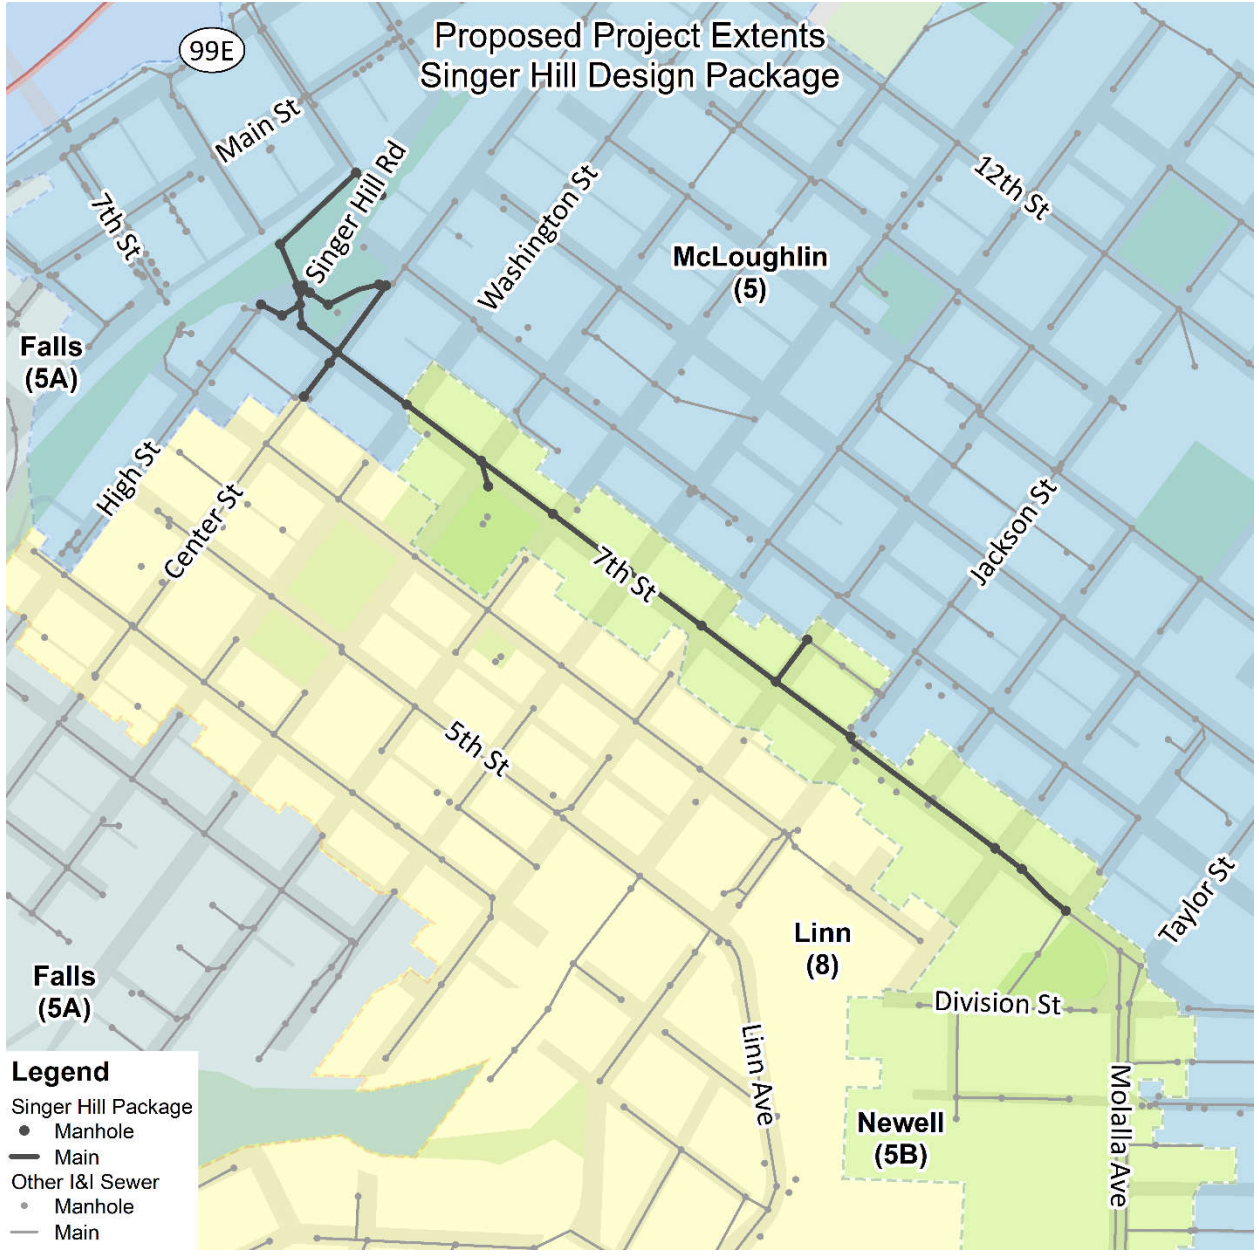 Proposed Project Extents
Singer Hill Design Package
99E
Main St
Singer Hill Rd
7th St
Washington St
12th St
McLoughlin
(5)
Falls
(5A)
High St
Center St
7th St
Jackson St
5th St
Taylor St
Linn
(8)
Falls
(5A)
Division St
Linn Ave
Molalla Ave
Newell
(5B)
Legend
Singer Hill Package
Manhole
Main
Other I&I Sewer
Manhole
Main